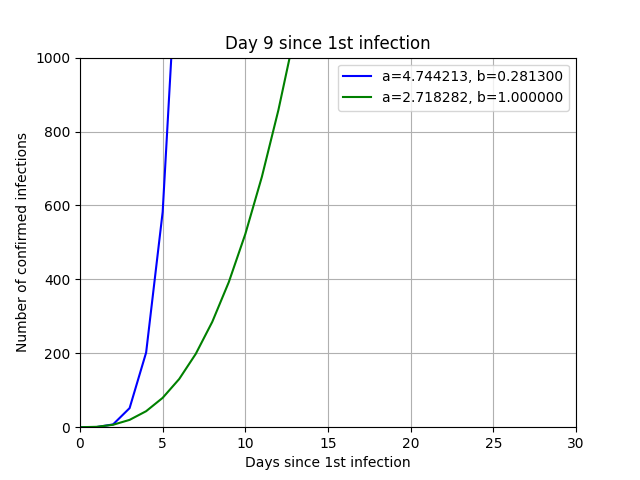 Day 9 since 1st infection
a=4.744213, b=0.281300
a=2.718282, b=1.000000
Number of confirmed infections
1000
800
600
400
200
0
0 5 10 15 20 25 30
Days since 1st infection